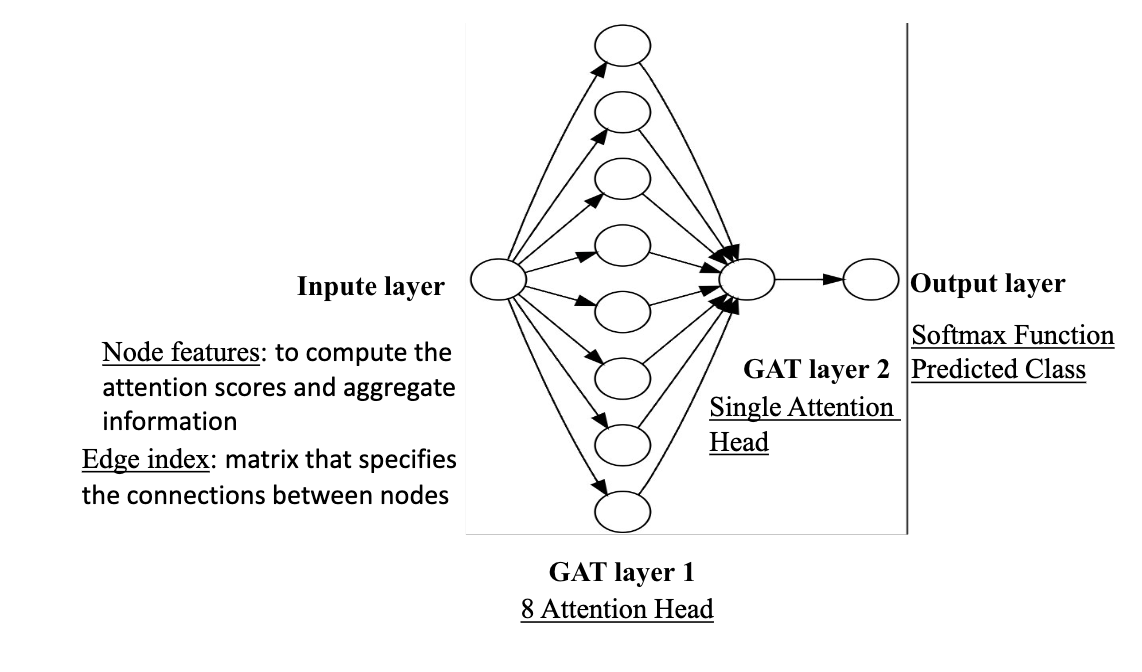 Inpute layer
Node features: to compute the
attention scores and aggregate
information
Edge index: matrix that specifies
the connections between nodes
GAT layer 1
8 Attention Head
GAT layer 2
Single Attention
Head
Output layer
Softmax Function
Predicted Class